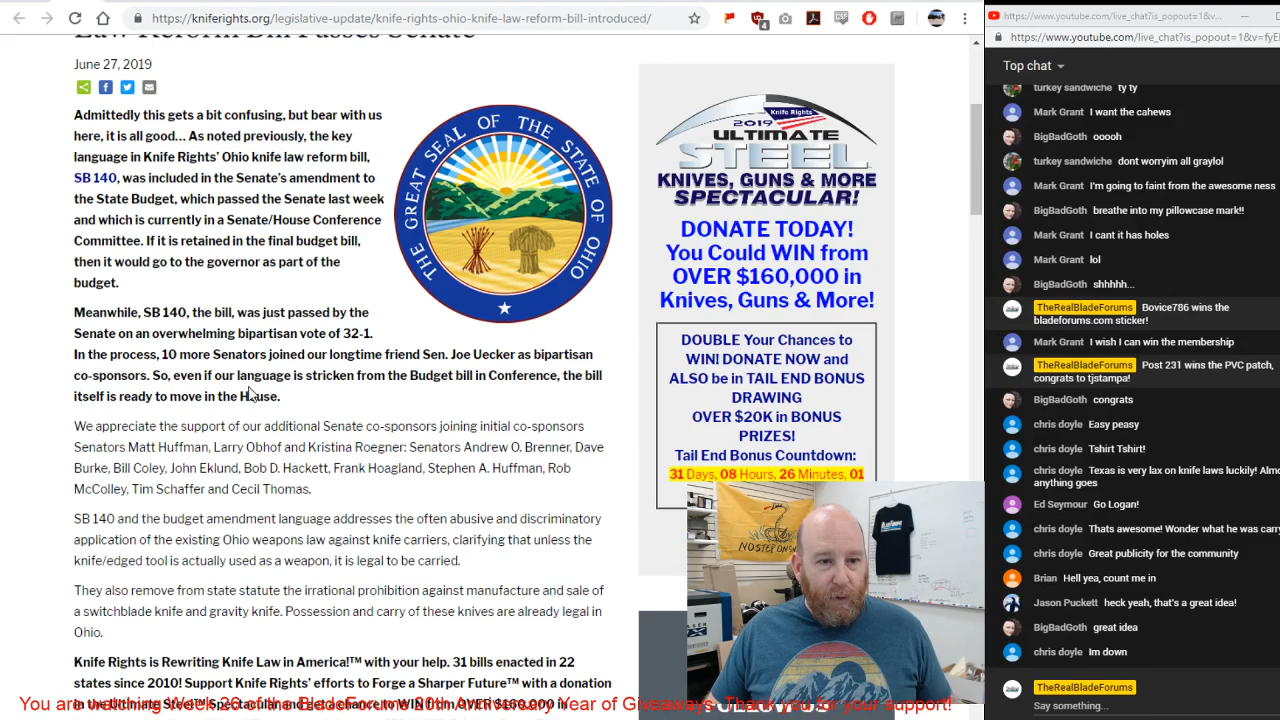 https://kniferights.org/legislative-update/knife-rights-ohio-knife-law-reform-bill-introduced/
4
Law Reform Bill Passes Senate
June 27, 2019
Admittedly this gets a bit confusing, but bear with us
here, it is all good… As noted previously, the key
language in Knife Rights' Ohio knife law reform bill,
SB 140, was included in the Senate's amendment to
the State Budget, which passed the Senate last week
and which is currently in a Senate/House Conference
Committee. If it is retained in the final budget bill,
then it would go to the governor as part of the
budget.
THE GREAT SEAL OF THE STATE OF OHIO
Meanwhile, SB 140, the bill, was just passed by the
Senate on an overwhelming bipartisan vote of 32-1.
In the process, 10 more Senators joined our longtime friend Sen. Joe Uecker as bipartisan
co-sponsors. So, even if our language is stricken from the Budget bill in Conference, the bill
itself is ready to move in the House.
We appreciate the support of our additional Senate co-sponsors joining initial co-sponsors
Senators Matt Huffman, Larry Obhof and Kristina Roegner: Senators Andrew O. Brenner, Dave
Burke, Bill Coley, John Eklund, Bob D. Hackett, Frank Hoagland, Stephen A. Huffman, Rob
McColley, Tim Schaffer and Cecil Thomas.
SB 140 and the budget amendment language addresses the often abusive and discriminatory
application of the existing Ohio weapons law against knife carriers, clarifying that unless the
knife/edged tool is actually used as a weapon, it is legal to be carried.
They also remove from state statute the irrational prohibition against manufacture and sale of
a switchblade knife and gravity knife. Possession and carry of these knives are already legal in
Ohio.
Knife Rights is Rewriting Knife Law in America!™ with your help. 31 bills enacted in 22
states since 2010! Support Knife Rights' efforts to Forge a Sharper Future™ with a donation
You are watching Week 20 of the BladeForums 20th Anniversary Year of Giveaways. Thank you for your support!
Knife Rights
2019
ULTIMATE
STEEL
KNIVES, GUNS & MORE
SPECTACULAR!
DONATE TODAY!
You Could WIN from
OVER $160,000 in
Knives, Guns & More!
DOUBLE Your Chances to
WIN! DONATE NOW and
ALSO be in TAIL END BONUS
DRAWING
OVER $20K in BONUS
PRIZES!
Tail End Bonus Countdown:
31 Days, 08 Hours, 26 Minutes, 01
https://www.youtube.com/live_chat?is_popout=1&v...
https://www.youtube.com/live_chat?is_popout=1&v=fyE
Top chat
turkey sandwiche ty ty
Mark Grant I want the cahews
BigBadGoth ooooh
turkey sandwiche dont worryim all graylol
Mark Grant I'm going to faint from the awesome ness
BigBadGoth breathe into my pillowcase mark!!
Mark Grant I cant it has holes
Mark Grant lol
BigBadGoth shhhhh...
TheRealBladeForums Bovice786 wins the
bladeforums.com sticker!
Mark Grant I wish I can win the membership
TheRealBladeForums Post 231 wins the PVC patch,
congrats to tjstampa!
BigBadGoth congrats
chris doyle Easy peasy
chris doyle Tshirt Tshirt!
chris doyle Texas is very lax on knife laws luckily! Almost
anything goes
Ed Seymour Go Logan!
chris doyle Thats awesome! Wonder what he was carry
chris doyle Great publicity for the community
Brian Hell yea, count me in
Jason Puckett heck yeah, that's a great idea!
BigBadGoth great idea
chris doyle Im down
TheRealBladeForums
Say something...